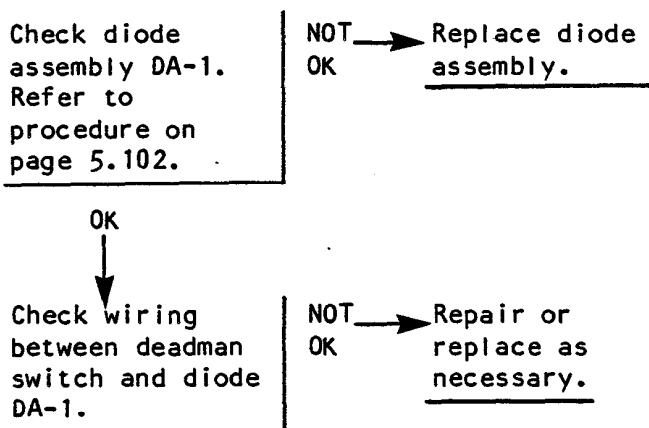 Check diode
assembly DA-1.
Refer to
procedure on
page 5.102.
NOT
OK
Replace diode
assembly.
OK
Check wiring
between deadman
switch and diode
DA-1.
NOT
OK
Repair or
replace as
necessary.